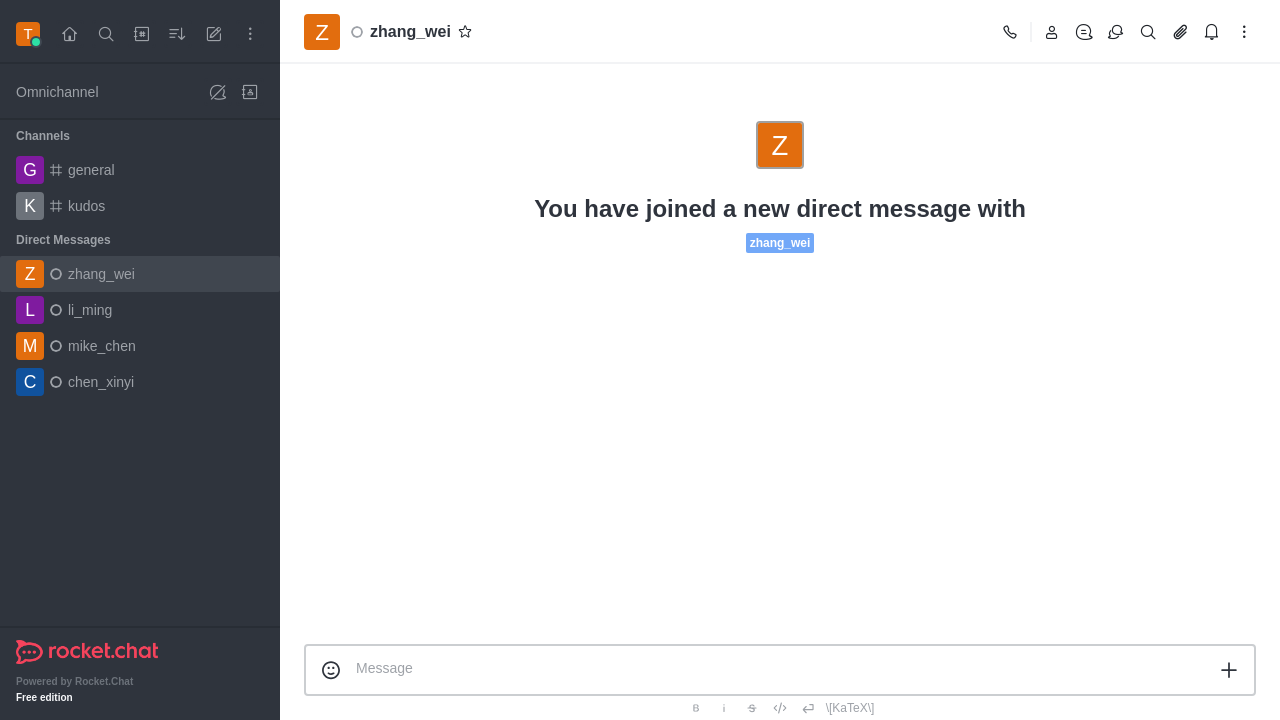 T
Omnichannel
Channels
G general
K kudos
Direct Messages
Z zhang_wei
L li_ming
M mike_chen
C chen_xinyi
rocket.chat
Powered by Rocket.Chat
Free edition
Z zhang_wei
Z
You have joined a new direct message with
zhang_wei
Message
B i S \[KaTeX\]